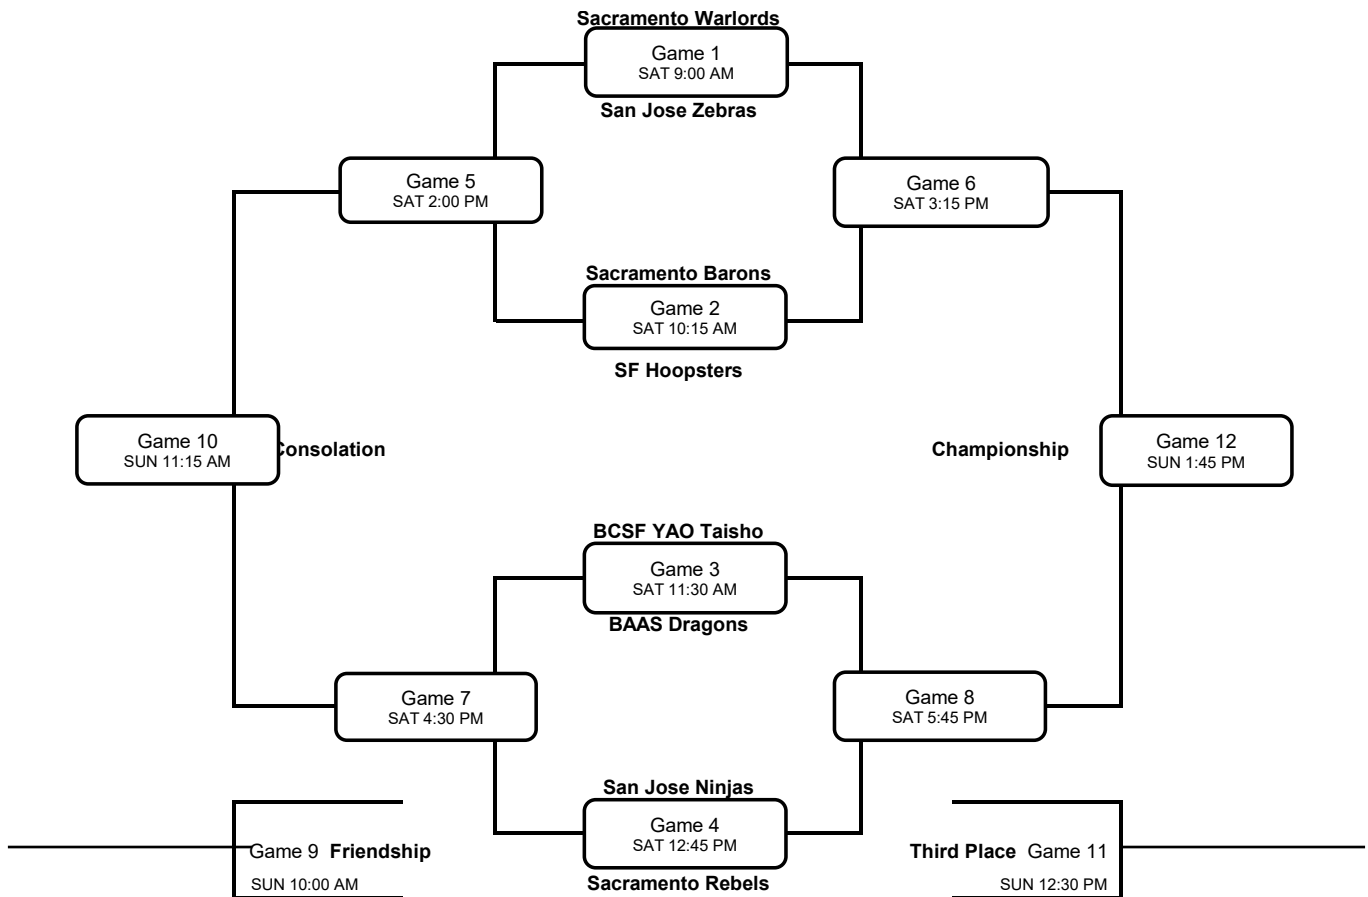 Sacramento Warlords
Game 1
SAT 9:00 AM
San Jose Zebras
Game 5
SAT 2:00 PM
Game 6
SAT 3:15 PM
Sacramento Barons
Game 2
SAT 10:15 AM
SF Hoopsters
Game 10
SUN 11:15 AM
Consolation
Championship
Game 12
SUN 1:45 PM
BCSF YAO Taisho
Game 3
SAT 11:30 AM
BAAS Dragons
Game 7
SAT 4:30 PM
Game 8
SAT 5:45 PM
San Jose Ninjas
Game 4
SAT 12:45 PM
Sacramento Rebels
Game 9 Friendship
SUN 10:00 AM
Third Place Game 11
SUN 12:30 PM